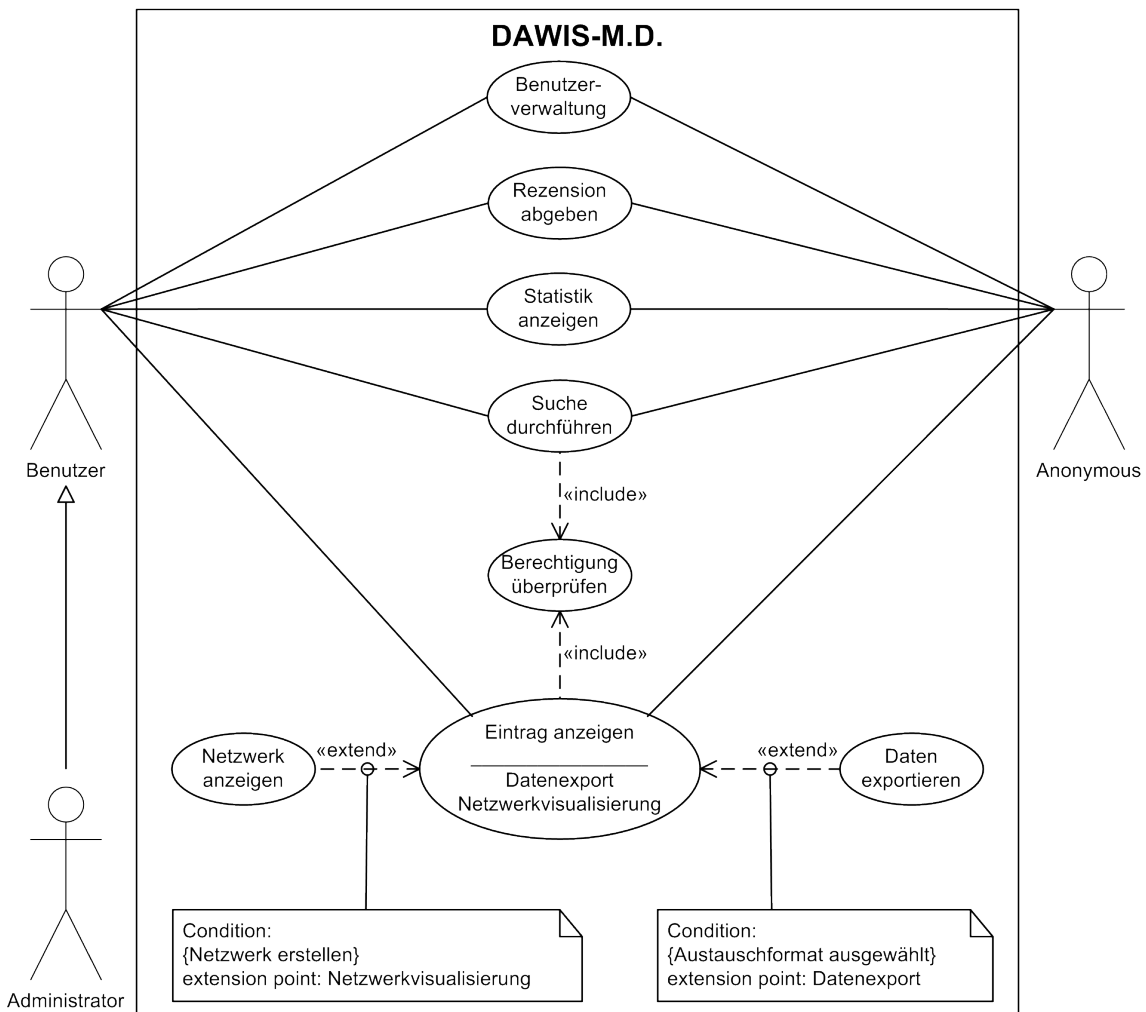 DAWIS-M.D.
Benutzer-
verwaltung
Rezension
abgeben
Statistik
anzeigen
Suche
durchführen
Benutzer
Anonymous
«include»
Berechtigung
überprüfen
«include»
Eintrag anzeigen
Datenexport
Netzwerkvisualisierung
Netzwerk
anzeigen
«extend»
«extend»
Daten
exportieren
Condition:
{Netzwerk erstellen}
extension point: Netzwerkvisualisierung
Condition:
{Austauschformat ausgewählt}
extension point: Datenexport
Administrator